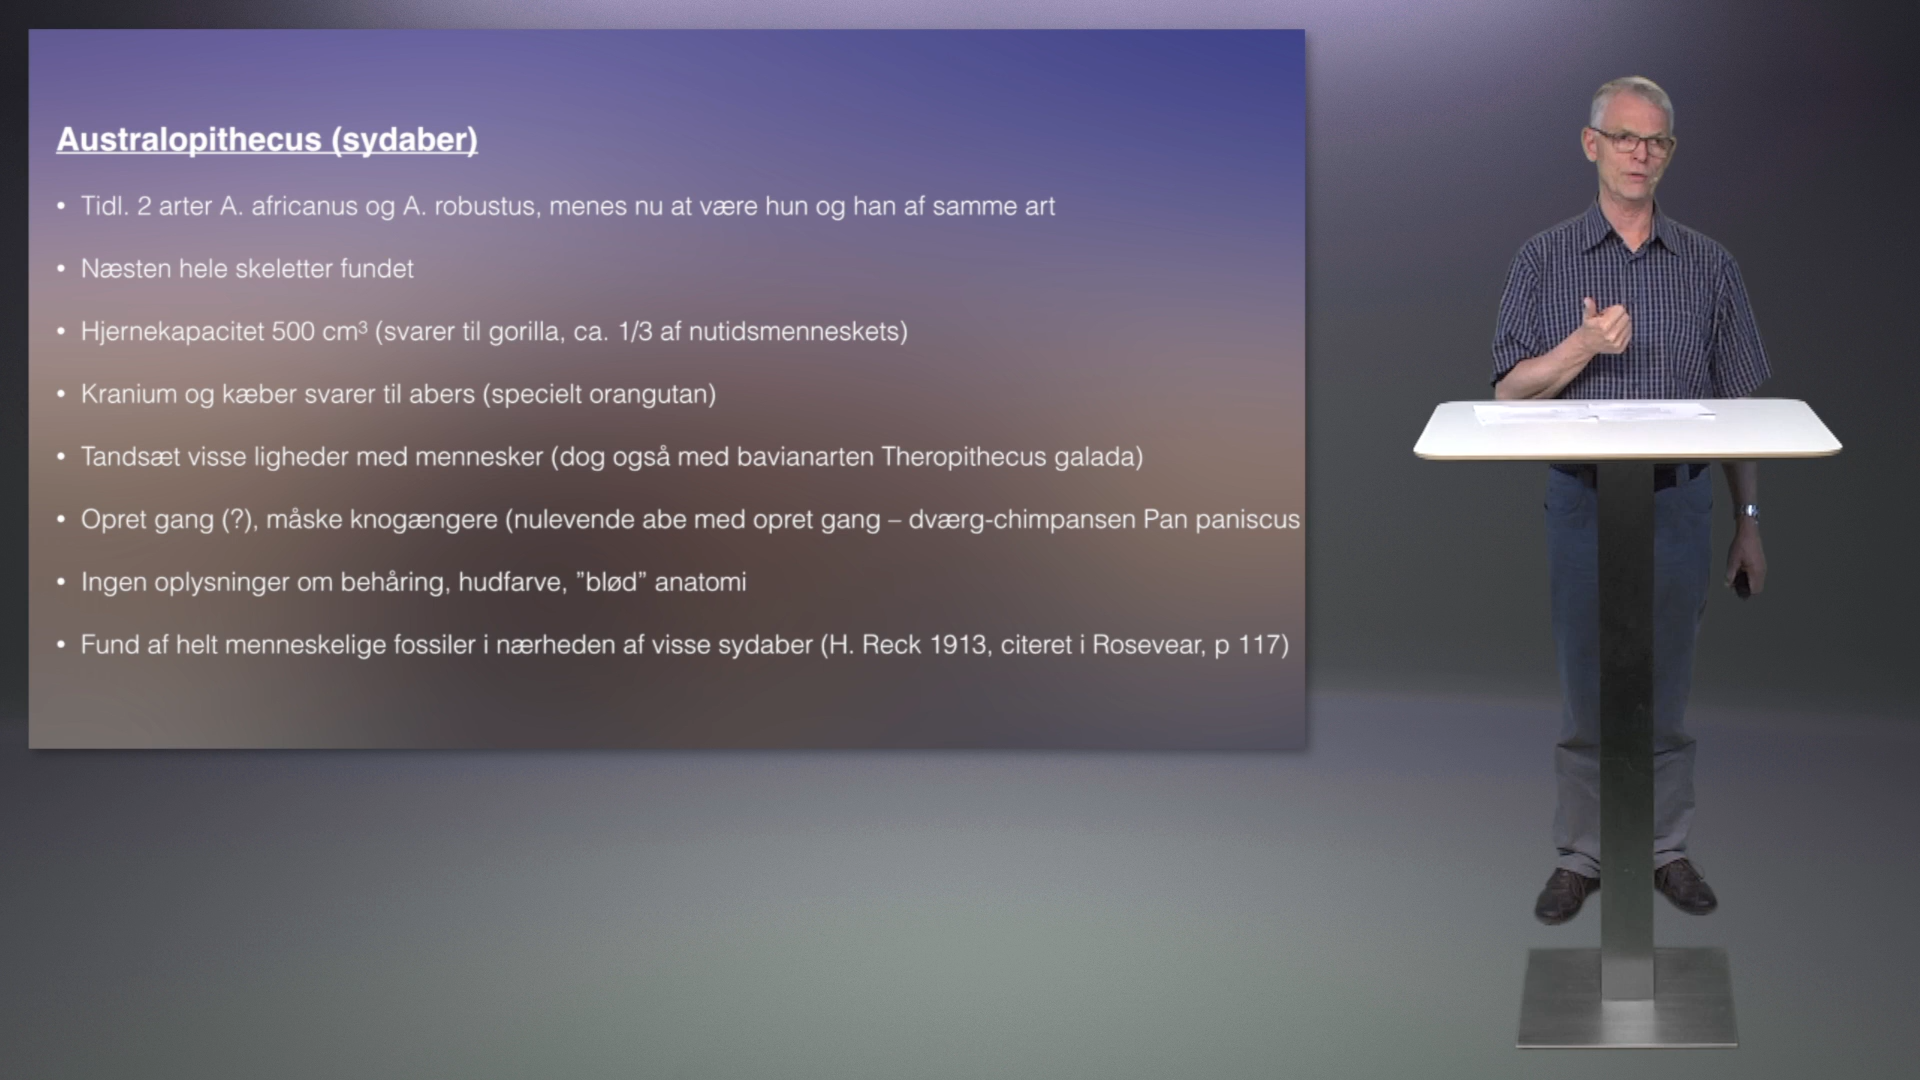 Australopithecus (sydaber)
• Tidl. 2 arter A. africanus og A. robustus, menes nu at være hun og han af samme art
• Næsten hele skeletter fundet
• Hjernekapacitet 500 cm³ (svarer til gorilla, ca. 1/3 af nutidsmenneskets)
• Kranium og kæber svarer til abers (specielt orangutan)
• Tandsæt visse ligheder med mennesker (dog også med bavianarten Theropithecus galada)
• Opret gang (?), måske knogængere (nulevende abe med opret gang – dværg-chimpansen Pan paniscus
• Ingen oplysninger om behåring, hudfarve, ”blød” anatomi
• Fund af helt menneskelige fossiler i nærheden af visse sydaber (H. Reck 1913, citeret i Rosevear, p 117)